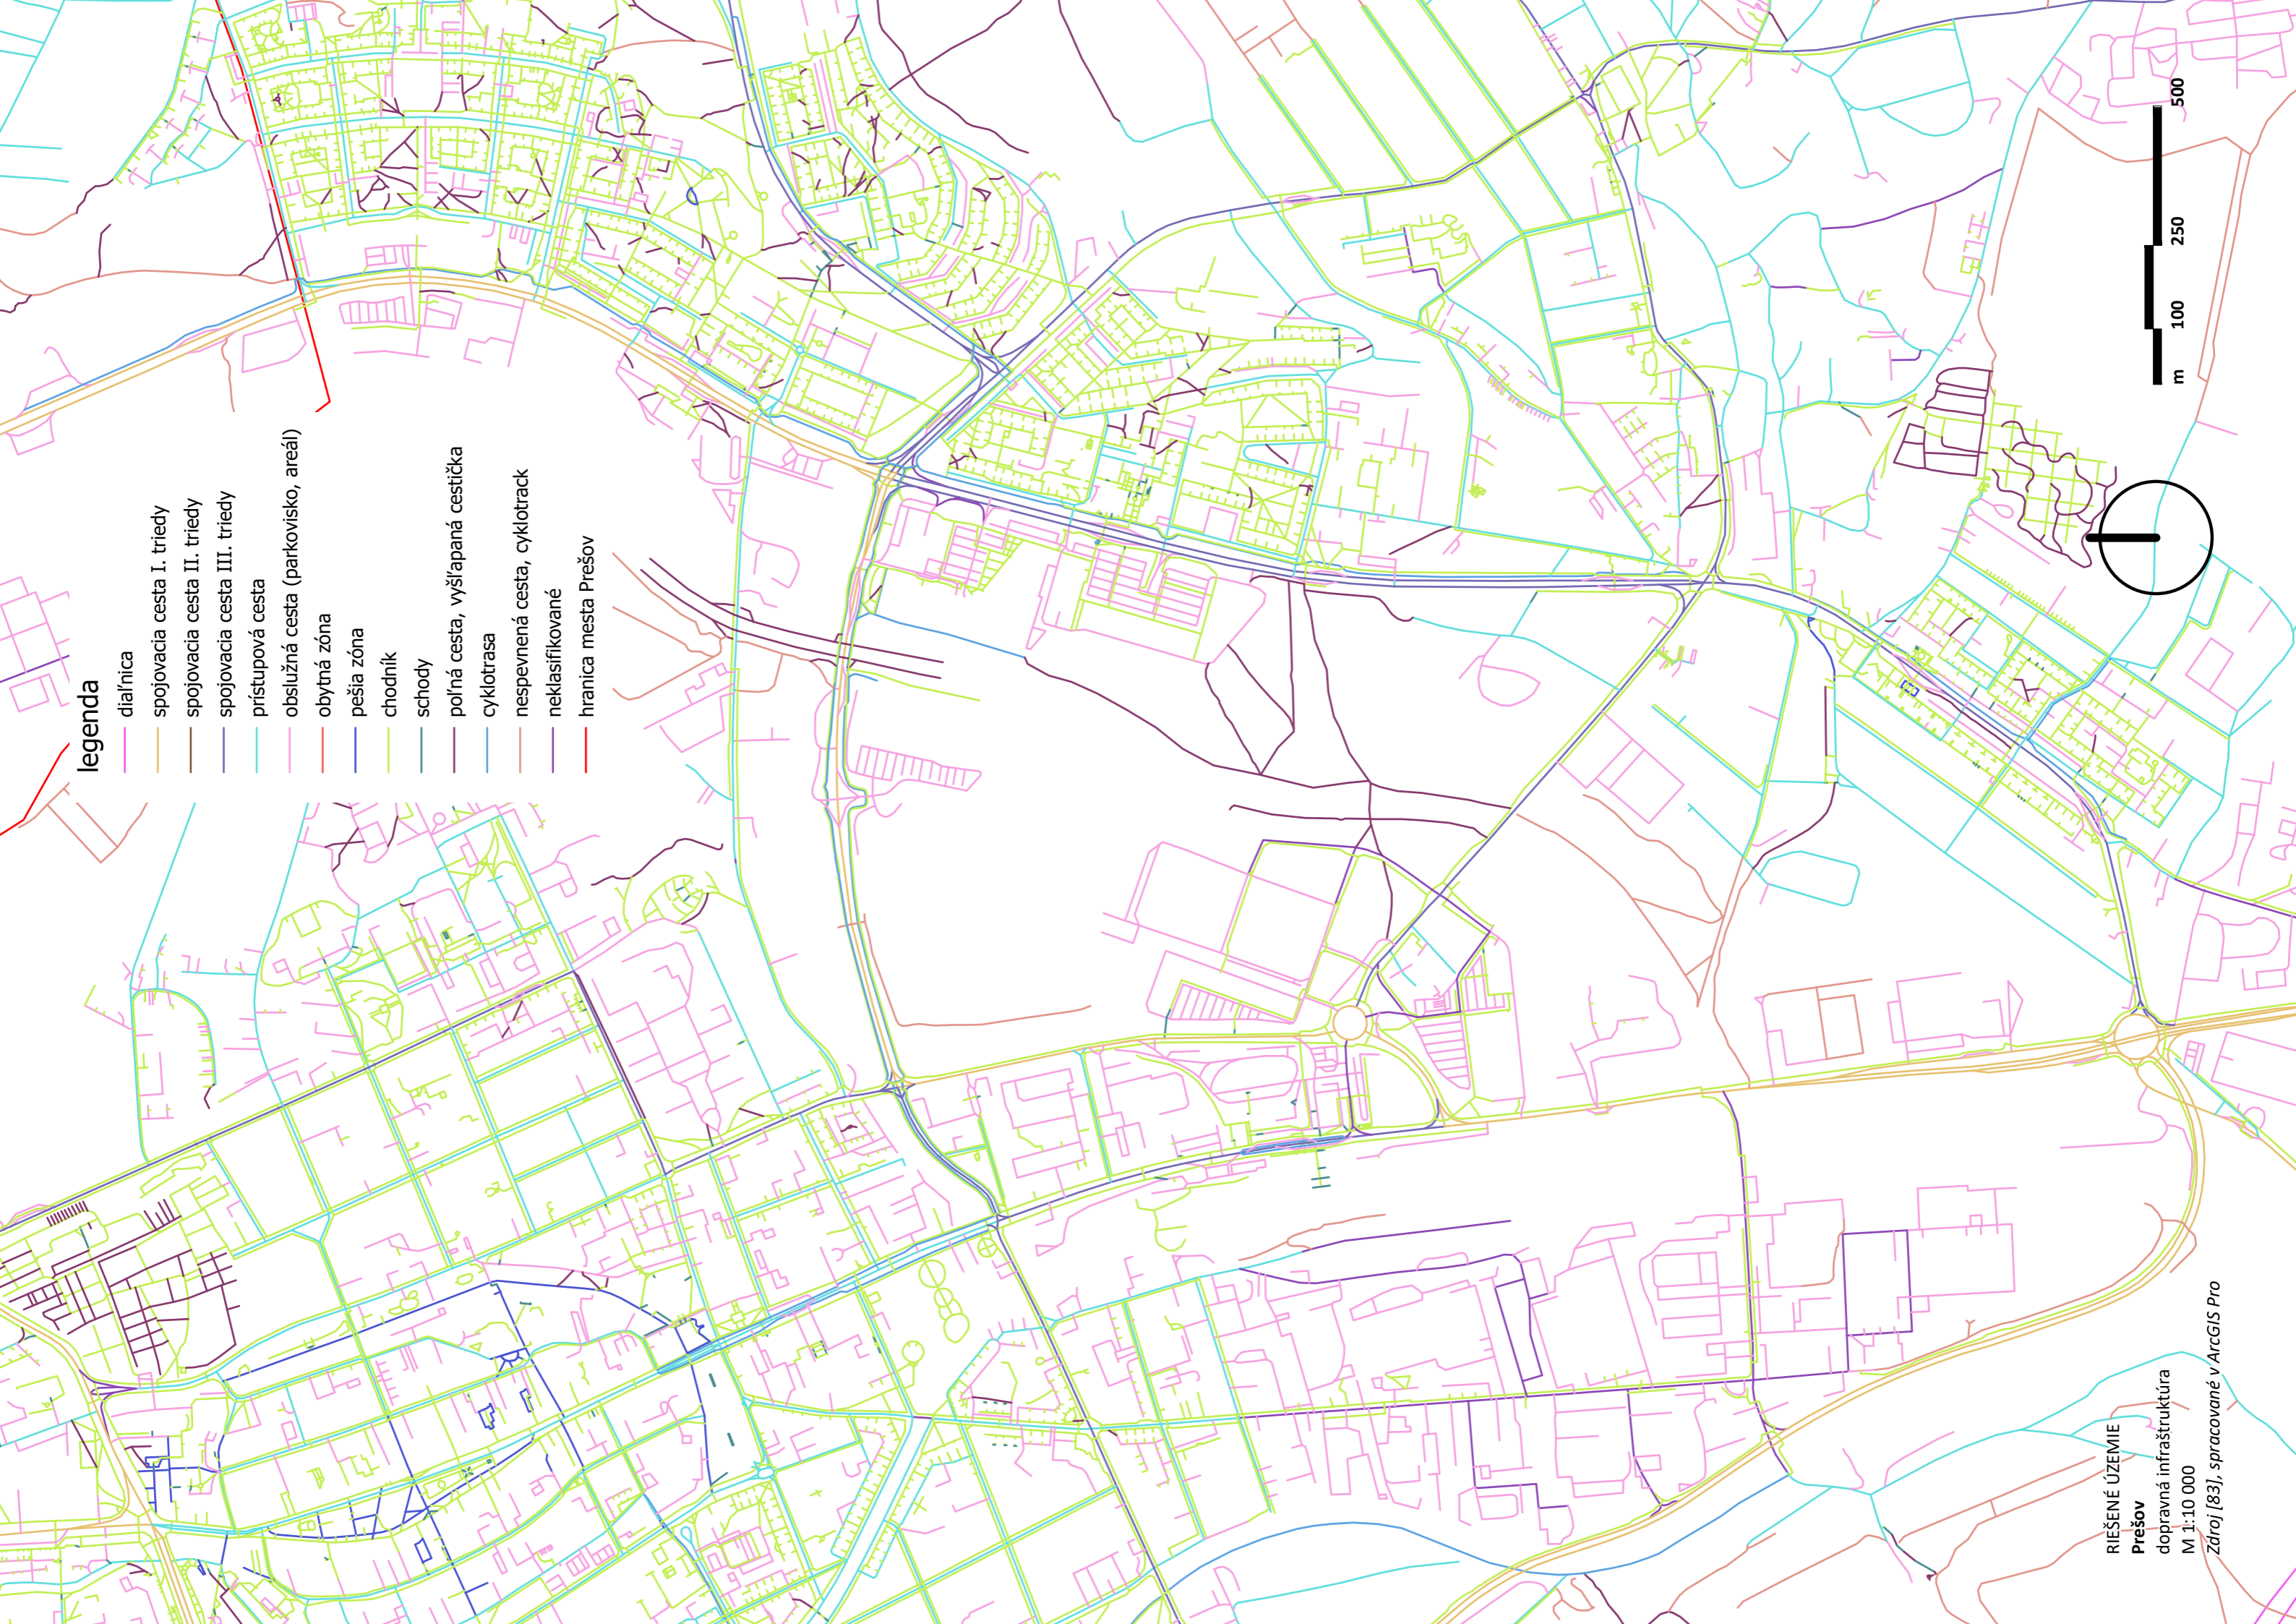 legenda
diaľnica
spojovacia cesta I. triedy
spojovacia cesta II. triedy
spojovacia cesta III. triedy
prístupová cesta
obslužná cesta (parkovisko, areál)
obytná zóna
pešia zóna
chodník
schody
poľná cesta, vyšľapaná cestička
cyklotrasa
nespevnená cesta, cyklotrack
neklasifikované
hranica mesta Prešov
m 100 250 500
RIEŠENÉ ÚZEMIE
Prešov
dopravná infraštruktúra
M 1:10 000
Zdroj [83], spracované v ArcGIS Pro